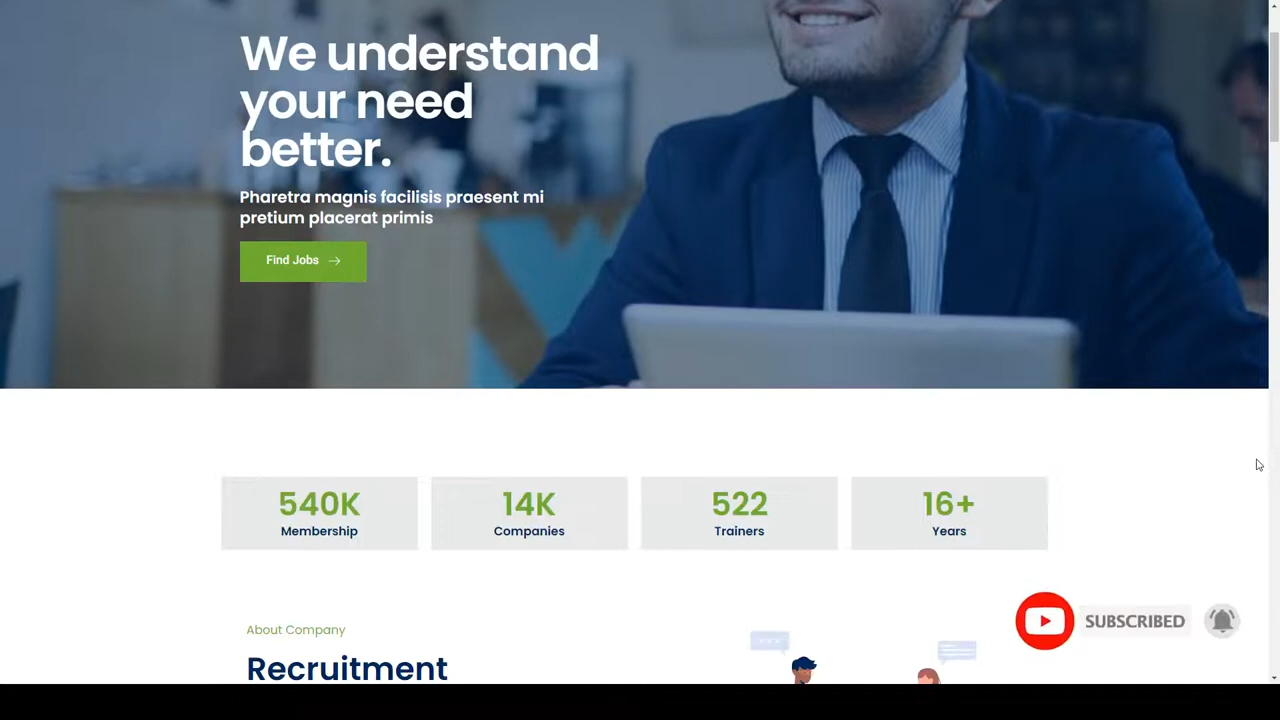 We understand
your need
better.
Pharetra magnis facilisis praesent mi
pretium placerat primis
Find Jobs
540K
Membership
14K
Companies
522
Trainers
16+
Years
About Company
Recruitment
SUBSCRIBED